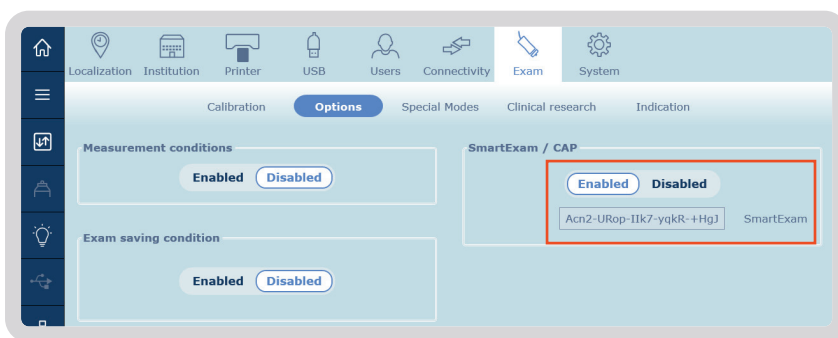 Localization Institution Printer USB Users Connectivity Exam System
Calibration Options Special Modes Clinical research Indication
Measurement conditions
Enabled Disabled
Exam saving condition
Enabled Disabled
SmartExam / CAP
Enabled Disabled
Acn2-URop-IIk7-yqkR-+HgJ SmartExam